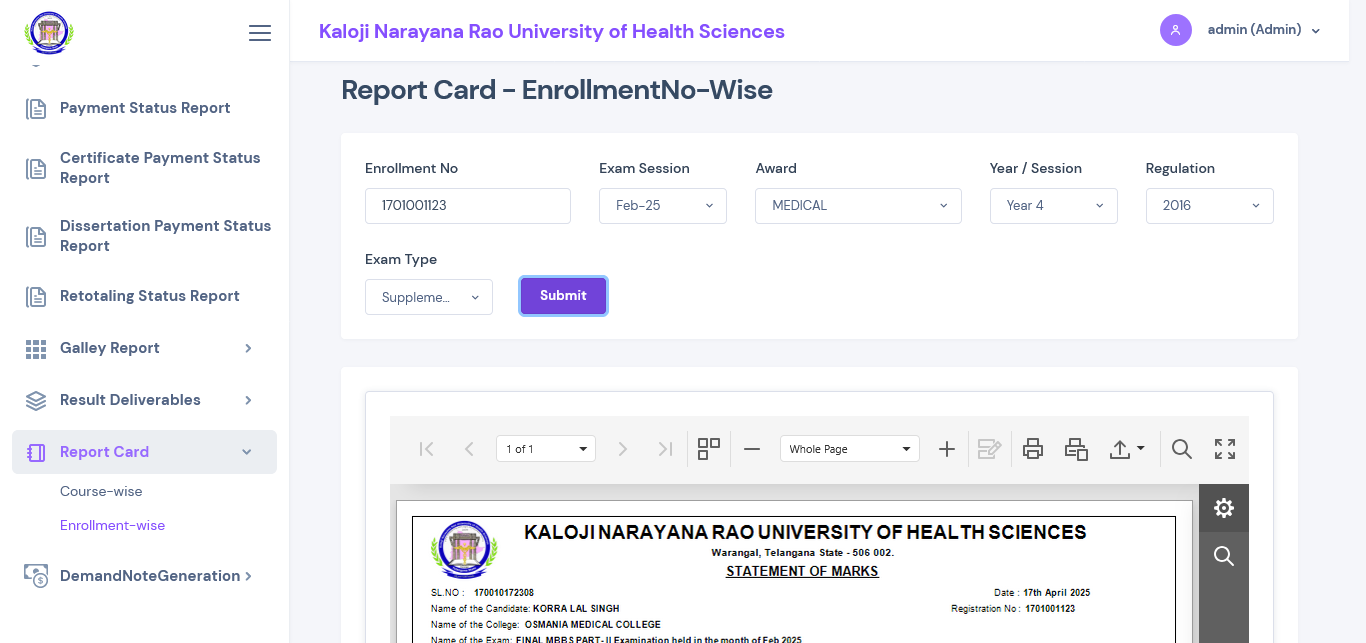 Kaloji Narayana Rao University of Health Sciences
admin (Admin)
Payment Status Report
Certificate Payment Status
Report
Dissertation Payment Status
Report
Retotaling Status Report
Galley Report
Result Deliverables
Report Card
Course-wise
Enrollment-wise
DemandNoteGeneration
Report Card - EnrollmentNo-Wise
Enrollment No
Exam Session
Award
Year / Session
Regulation
1701001123
Feb-25
MEDICAL
Year 4
2016
Exam Type
Suppleme...
Submit
1 of 1
Whole Page
KALOJI NARAYANA RAO UNIVERSITY OF HEALTH SCIENCES
Warangal, Telangana State - 506 002.
STATEMENT OF MARKS
SL.NO : 170010172308
Date : 17th April 2025
Name of the Candidate: KORRA LAL SINGH
Registration No : 1701001123
Name of the College: OSMANIA MEDICAL COLLEGE
Name of the Exam: FINAL MBBS PART- II Examination held in the month of Feb 2025